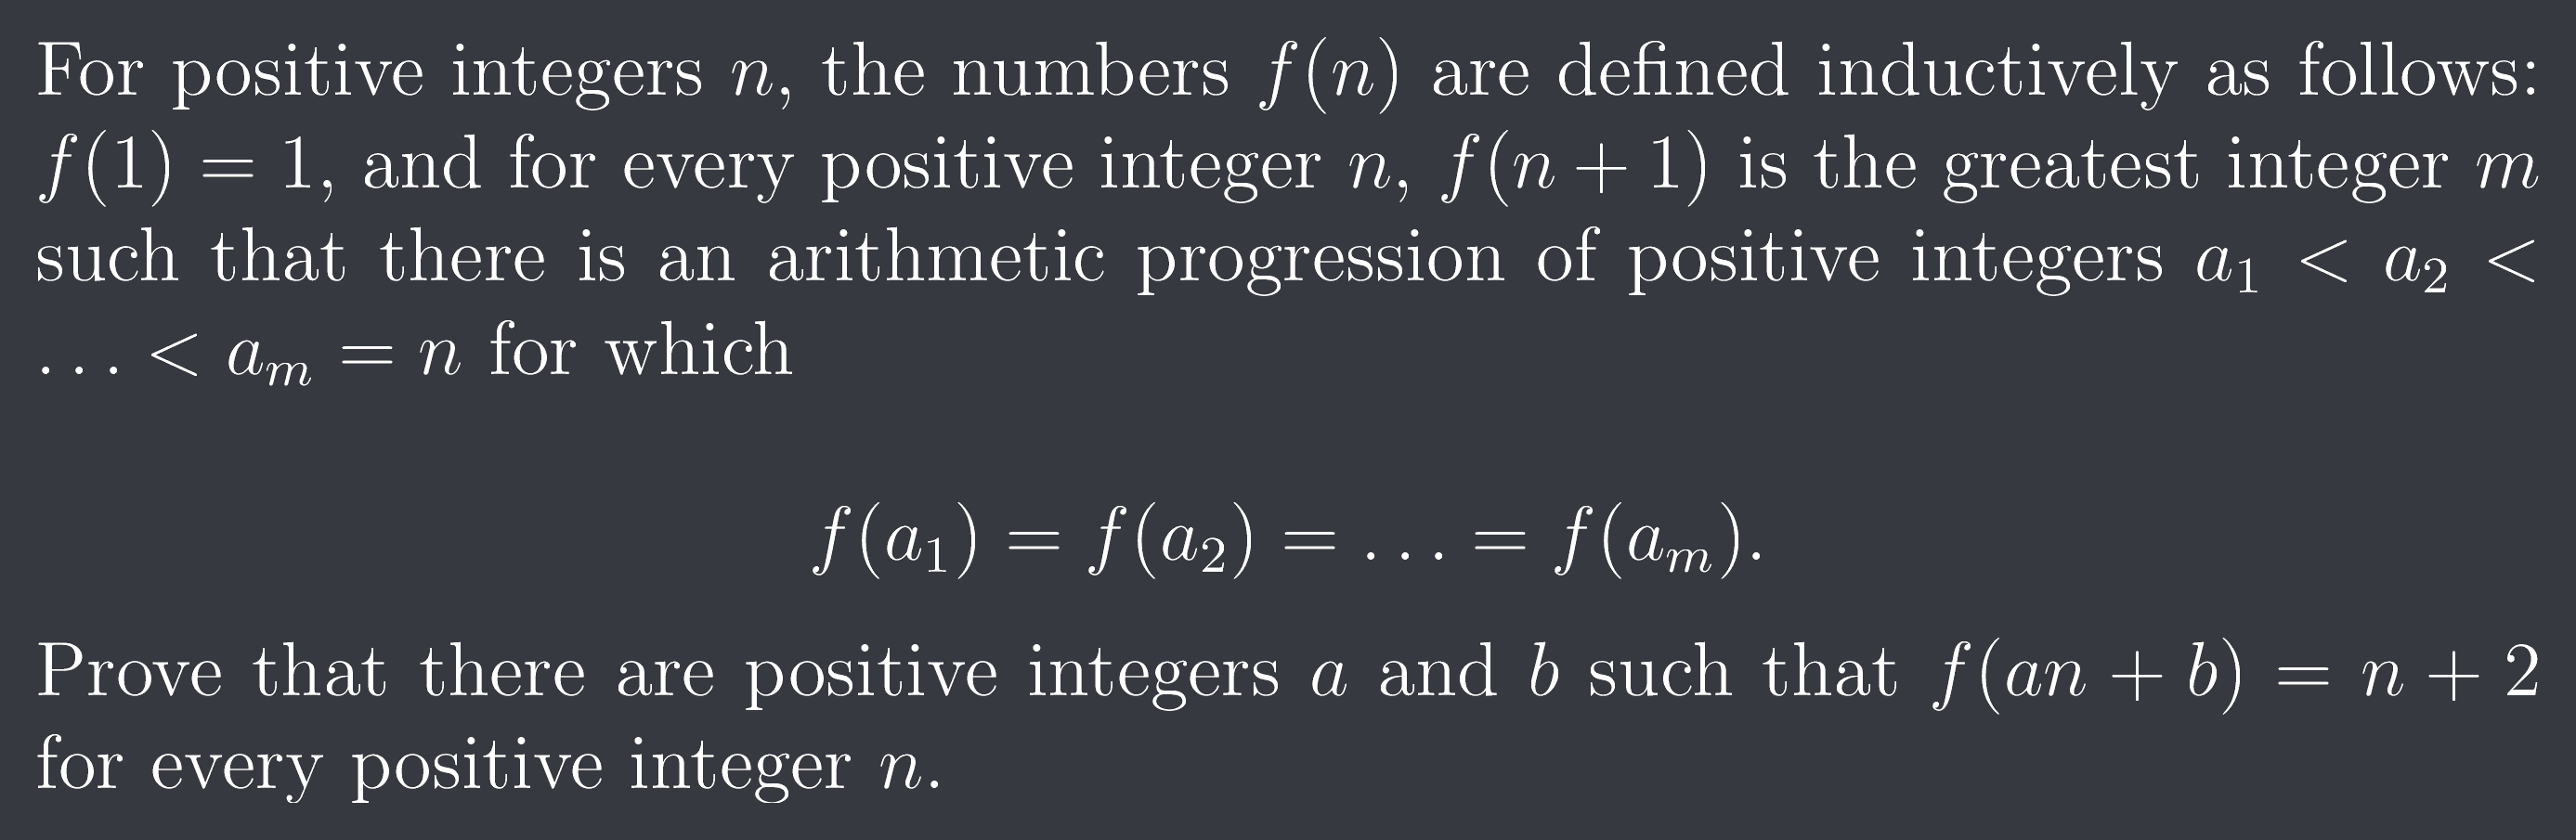 For positive integers n, the numbers f(n) are defined inductively as follows:
f(1) = 1, and for every positive integer n, f(n + 1) is the greatest integer m
such that there is an arithmetic progression of positive integers a₁ < a₂ <
... < aₘ = n for which
f(a₁) = f(a₂) = ... = f(aₘ).
Prove that there are positive integers a and b such that f(an + b) = n + 2
for every positive integer n.